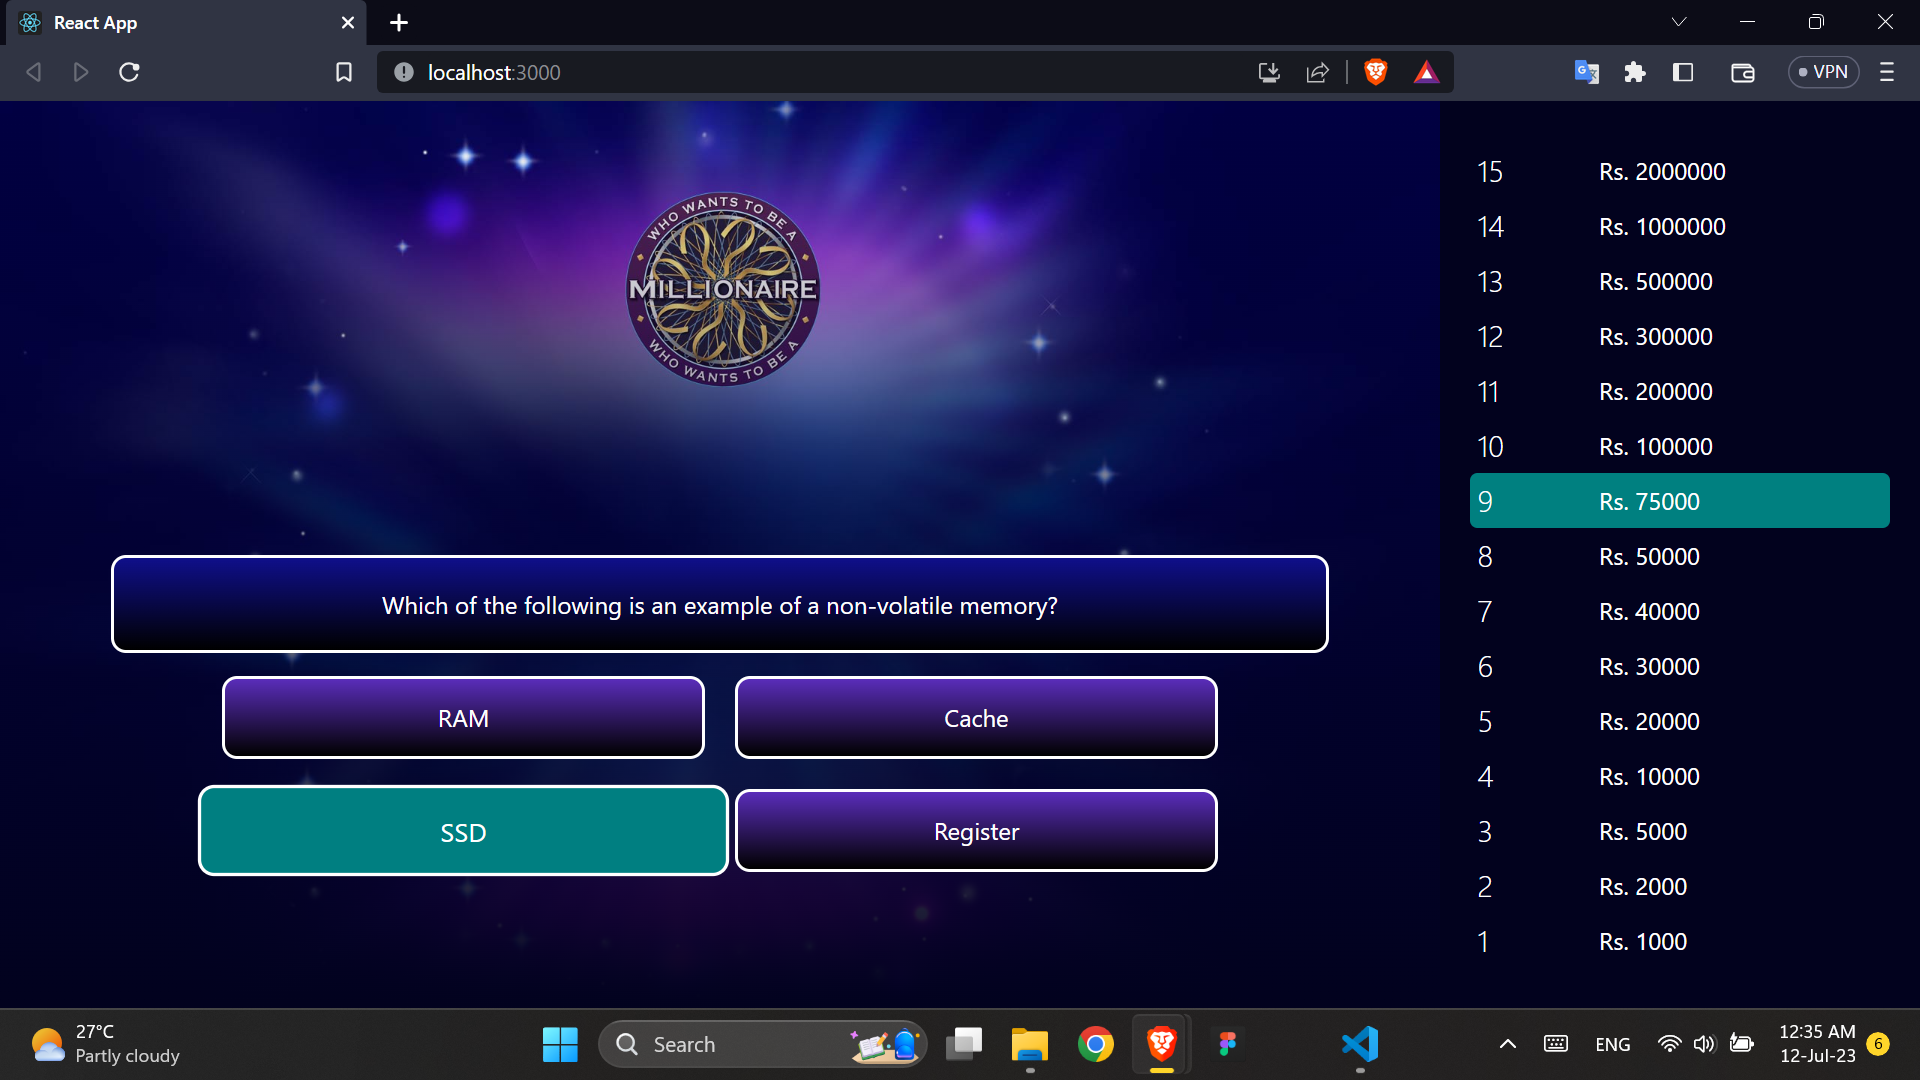 React App
localhost:3000
VPN
WHO WANTS TO BE A
MILLIONAIRE
WHO WANTS TO BE A
Which of the following is an example of a non-volatile memory?
RAM
Cache
SSD
Register
15 Rs. 2000000
14 Rs. 1000000
13 Rs. 500000
12 Rs. 300000
11 Rs. 200000
10 Rs. 100000
9 Rs. 75000
8 Rs. 50000
7 Rs. 40000
6 Rs. 30000
5 Rs. 20000
4 Rs. 10000
3 Rs. 5000
2 Rs. 2000
1 Rs. 1000
27°C
Partly cloudy
Search
ENG
12:35 AM
12-Jul-23
6